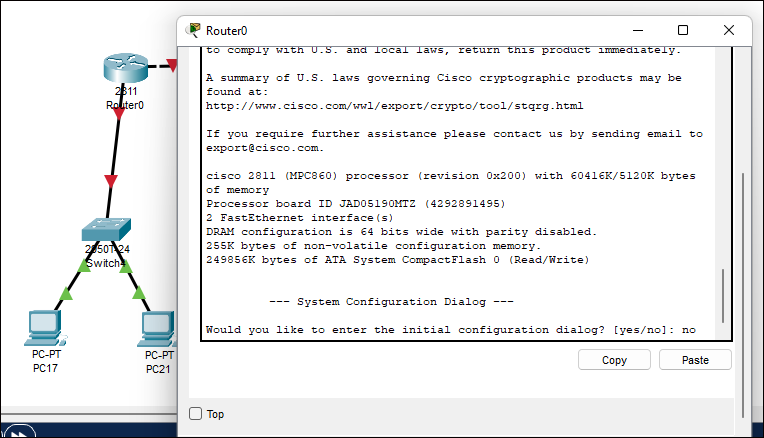 Router0
to comply with U.S. and local laws, return this product immediately.
A summary of U.S. laws governing Cisco cryptographic products may be
found at:
http://www.cisco.com/wwl/export/crypto/tool/stqrg.html
If you require further assistance please contact us by sending email to
export@cisco.com.
cisco 2811 (MPC860) processor (revision 0x200) with 60416K/5120K bytes
of memory
Processor board ID JAD05190MTZ (4292891495)
2 FastEthernet interface(s)
DRAM configuration is 64 bits wide with parity disabled.
255K bytes of non-volatile configuration memory.
249856K bytes of ATA System CompactFlash 0 (Read/Write)
--- System Configuration Dialog ---
Would you like to enter the initial configuration dialog? [yes/no]: no
Copy
Paste
Top
2811
Router0
2950T-24
Switch4
PC-PT
PC17
PC-PT
PC21